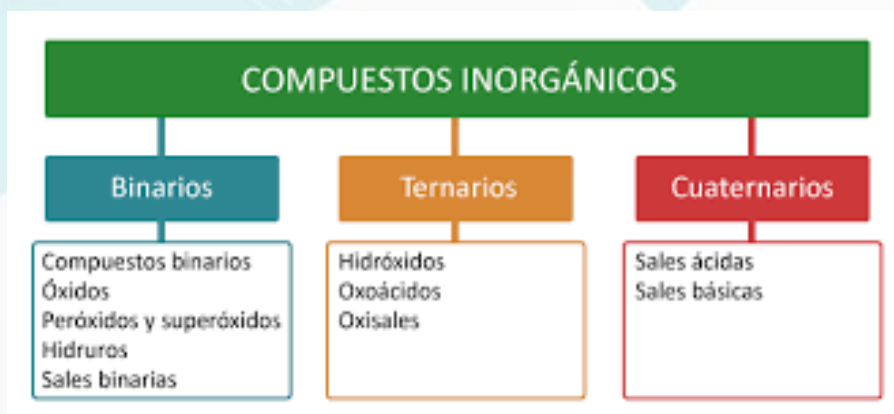 COMPUESTOS INORGÁNICOS
Binarios
Compuestos binarios
Óxidos
Peróxidos y superóxidos
Hidruros
Sales binarias
Ternarios
Hidróxidos
Oxoácidos
Oxisales
Cuaternarios
Sales ácidas
Sales básicas